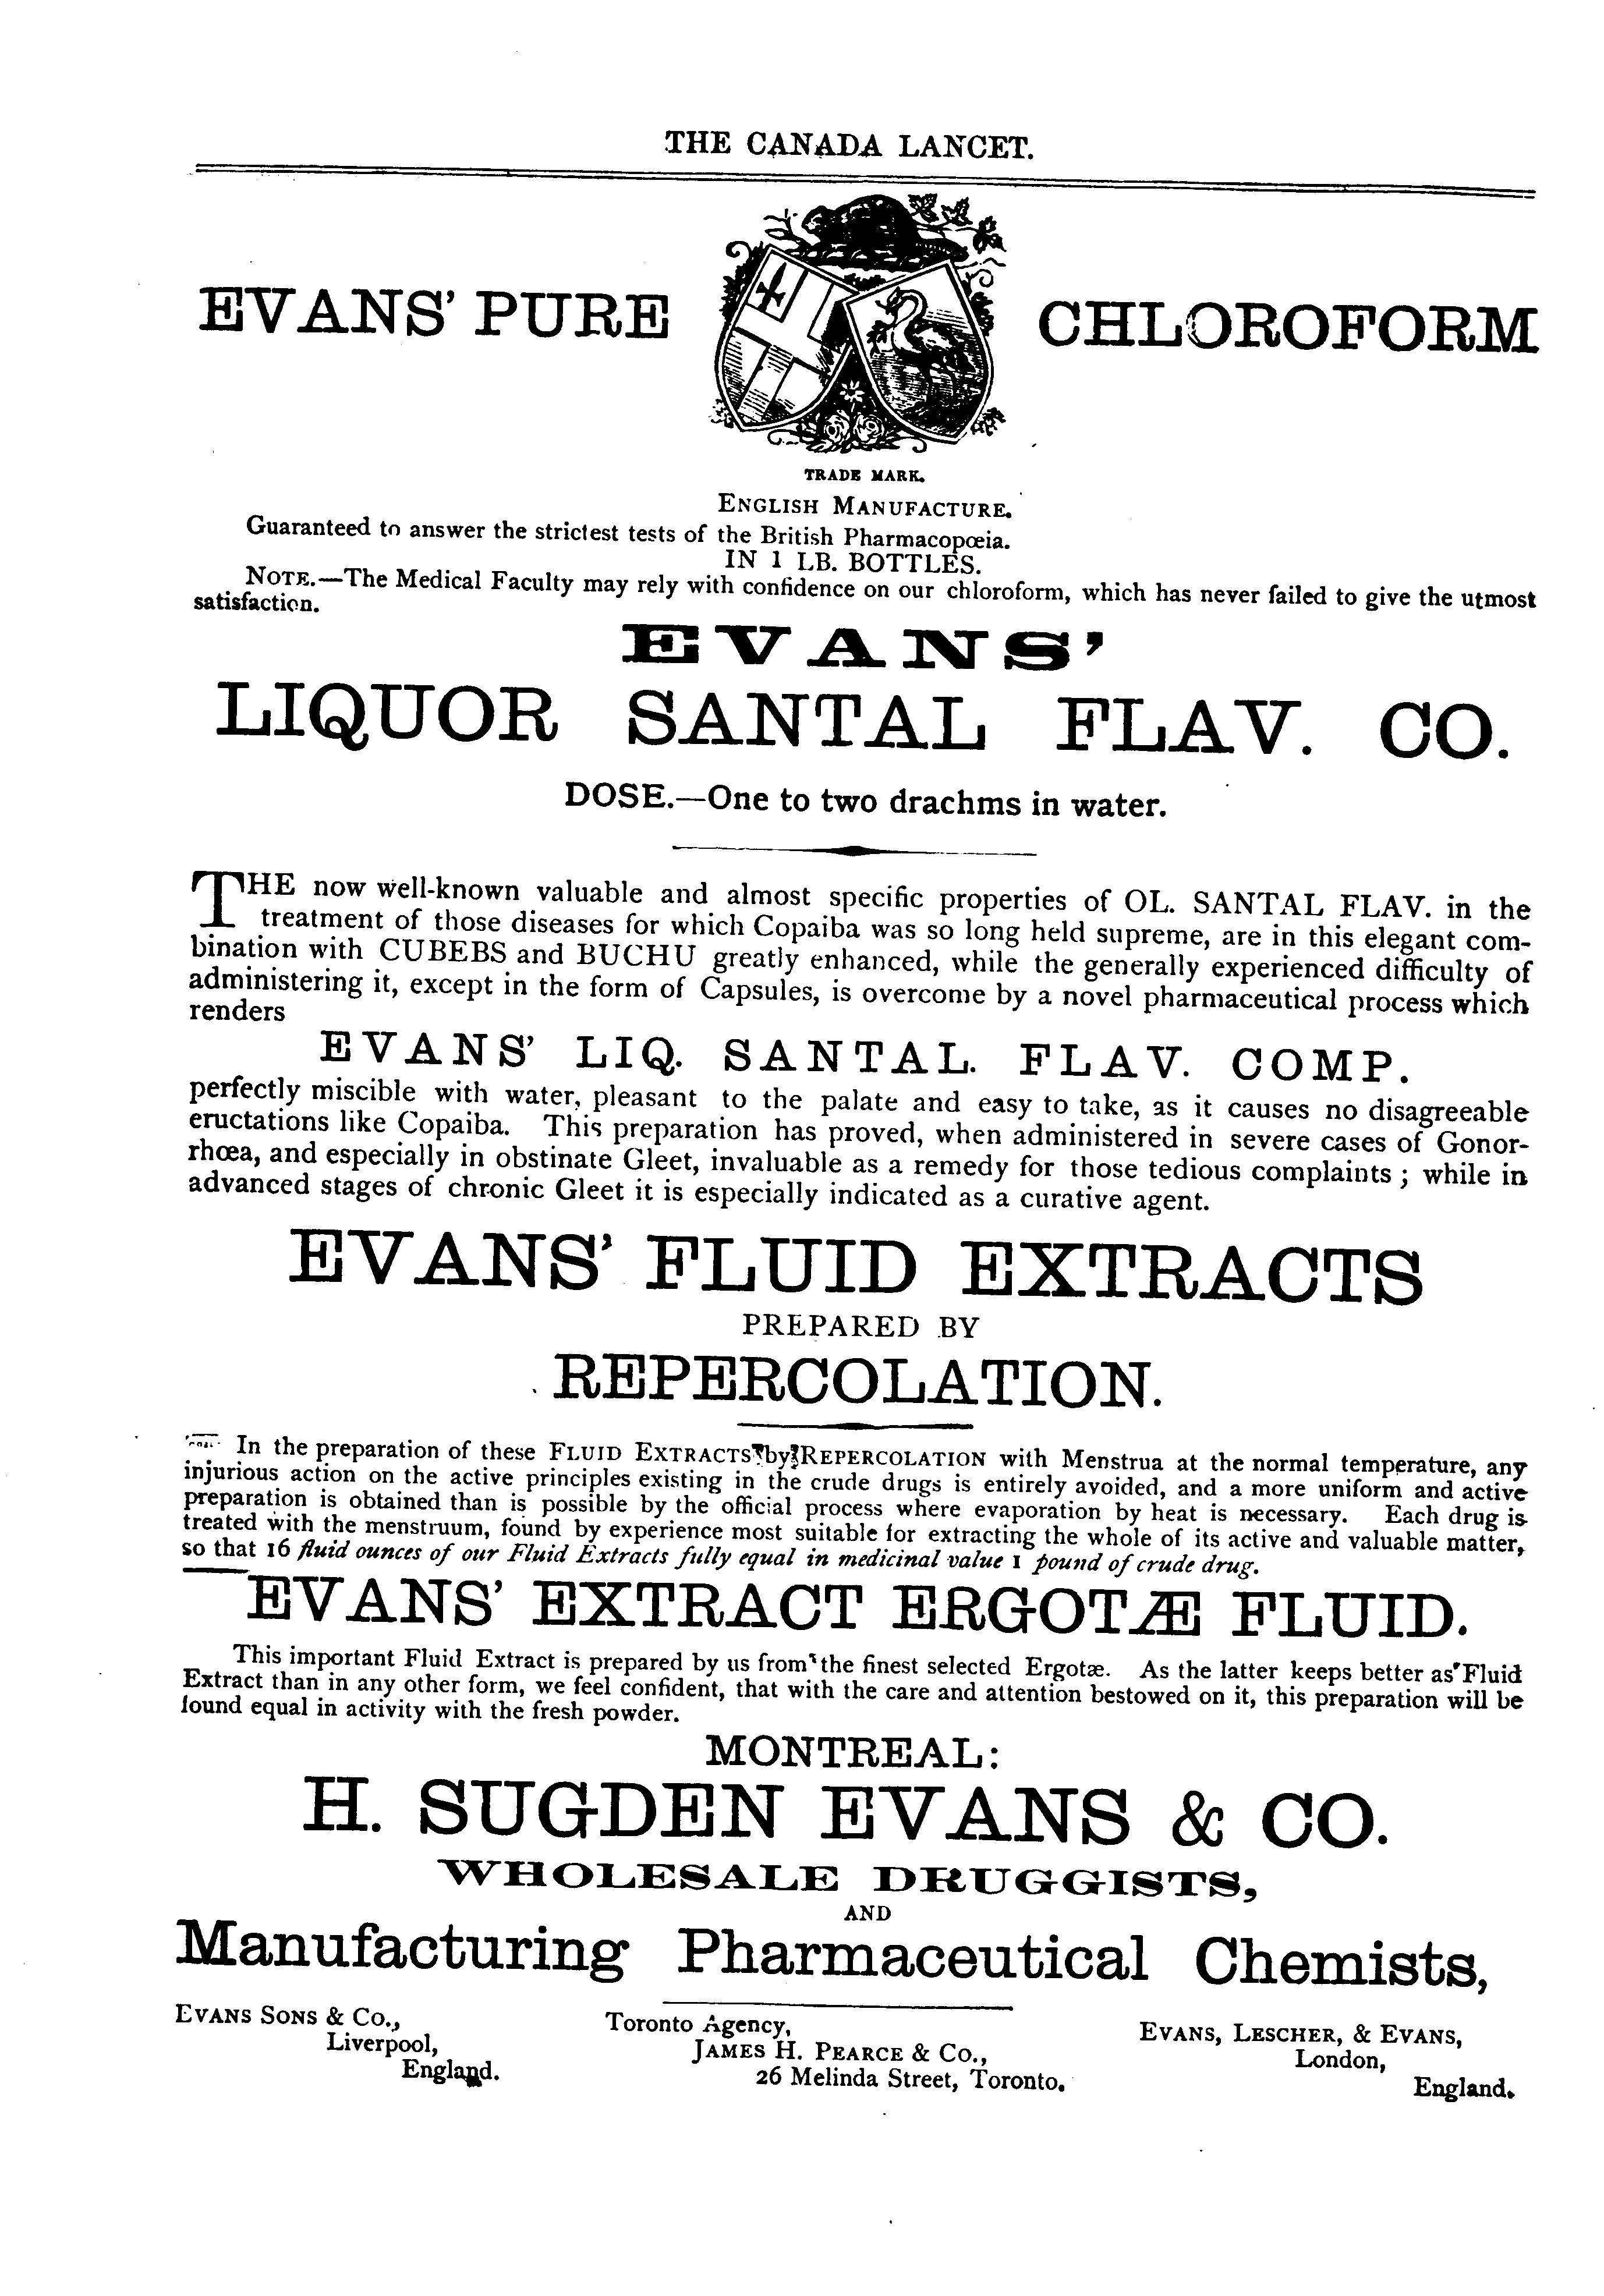 THE CANADA LANCET.
EVANS' PURE CHLOROFORM
TRADE MARK.
ENGLISH MANUFACTURE.
Guaranteed to answer the strictest tests of the British Pharmacopœia.
IN 1 LB. BOTTLES.
NOTE.—The Medical Faculty may rely with confidence on our chloroform, which has never failed to give the utmost
satisfaction.
EVANS'
LIQUOR SANTAL FLAV. CO.
DOSE.—One to two drachms in water.
THE now well-known valuable and almost specific properties of OL. SANTAL FLAV. in the
treatment of those diseases for which Copaiba was so long held supreme, are in this elegant com-
bination with CUBEBS and BUCHU greatly enhanced, while the generally experienced difficulty of
administering it, except in the form of Capsules, is overcome by a novel pharmaceutical process which
renders
EVANS' LIQ. SANTAL. FLAV. COMP.
perfectly miscible with water, pleasant to the palate and easy to take, as it causes no disagreeable
eructations like Copaiba. This preparation has proved, when administered in severe cases of Gonor-
rhœa, and especially in obstinate Gleet, invaluable as a remedy for those tedious complaints ; while in
advanced stages of chronic Gleet it is especially indicated as a curative agent.
EVANS' FLUID EXTRACTS
PREPARED BY
REPERCOLATION.
In the preparation of these FLUID EXTRACTS by REPERCOLATION with Menstrua at the normal temperature, any
injurious action on the active principles existing in the crude drugs is entirely avoided, and a more uniform and active
preparation is obtained than is possible by the official process where evaporation by heat is necessary. Each drug is
treated with the menstruum, found by experience most suitable for extracting the whole of its active and valuable matter,
so that 16 fluid ounces of our Fluid Extracts fully equal in medicinal value 1 pound of crude drug.
EVANS' EXTRACT ERGOTÆ FLUID.
This important Fluid Extract is prepared by us from the finest selected Ergotæ. As the latter keeps better as Fluid
Extract than in any other form, we feel confident, that with the care and attention bestowed on it, this preparation will be
found equal in activity with the fresh powder.
MONTREAL:
H. SUGDEN EVANS & CO.
WHOLESALE DRUGGISTS,
AND
Manufacturing Pharmaceutical Chemists,
EVANS SONS & CO.,
Liverpool,
England.
Toronto Agency,
JAMES H. PEARCE & CO.,
26 Melinda Street, Toronto.
EVANS, LESCHER, & EVANS,
London,
England.